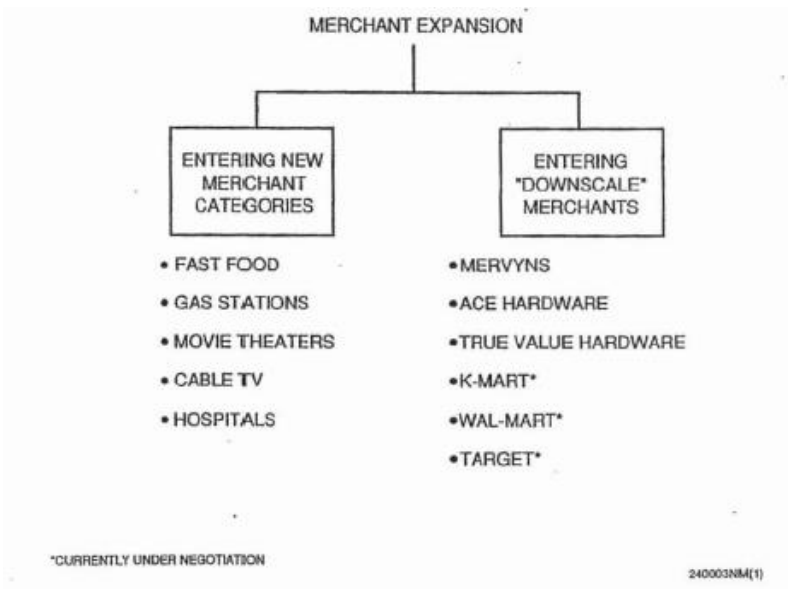 MERCHANT EXPANSION
ENTERING NEW
MERCHANT
CATEGORIES
• FAST FOOD
• GAS STATIONS
• MOVIE THEATERS
• CABLE TV
• HOSPITALS
ENTERING
"DOWNSCALE"
MERCHANTS
• MERVYNS
• ACE HARDWARE
• TRUE VALUE HARDWARE
• K-MART*
• WAL-MART*
• TARGET*
*CURRENTLY UNDER NEGOTIATION
240003NM(1)